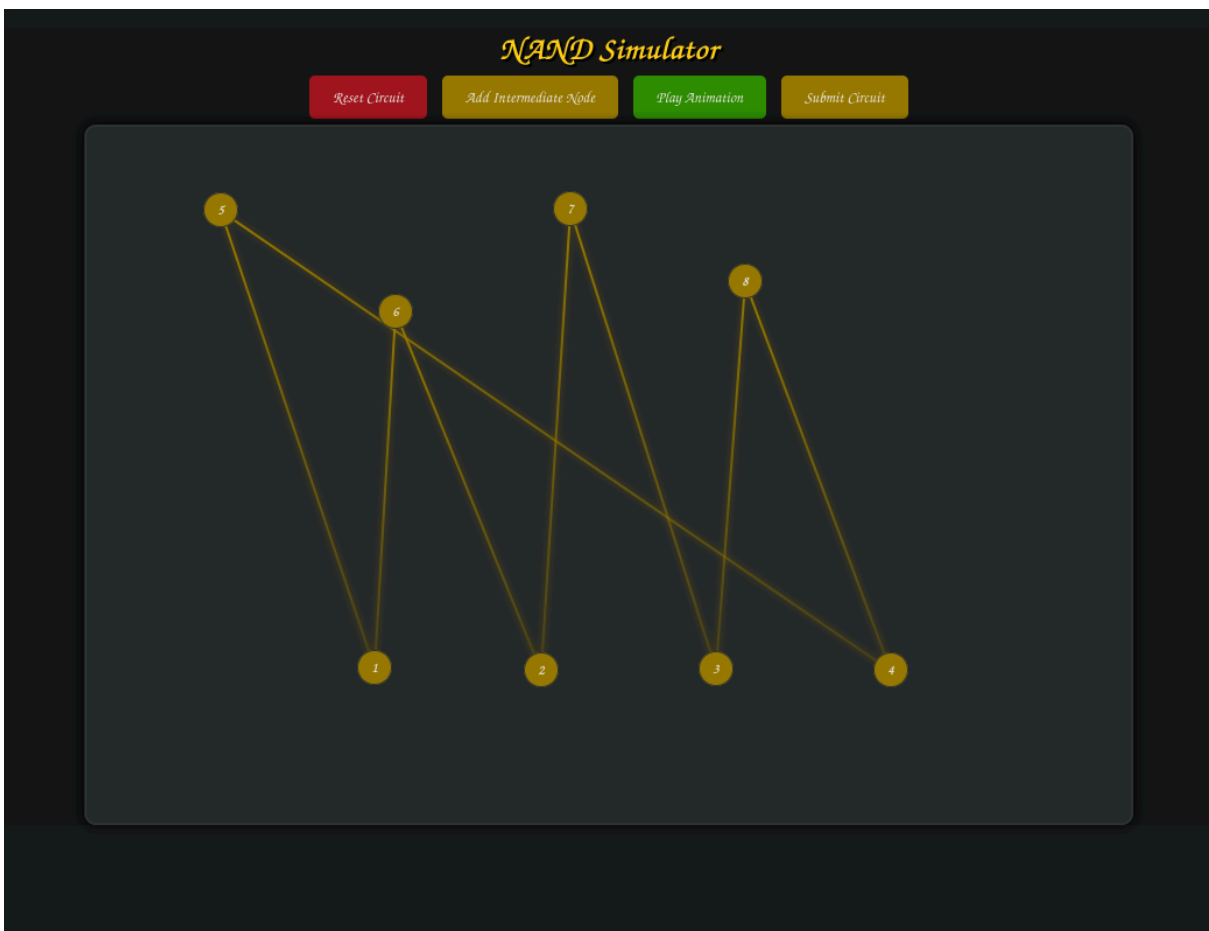 NAND Simulator
Reset Circuit Add Intermediate Node Play Animation Submit Circuit
5 7
8
6
1 2 3 4